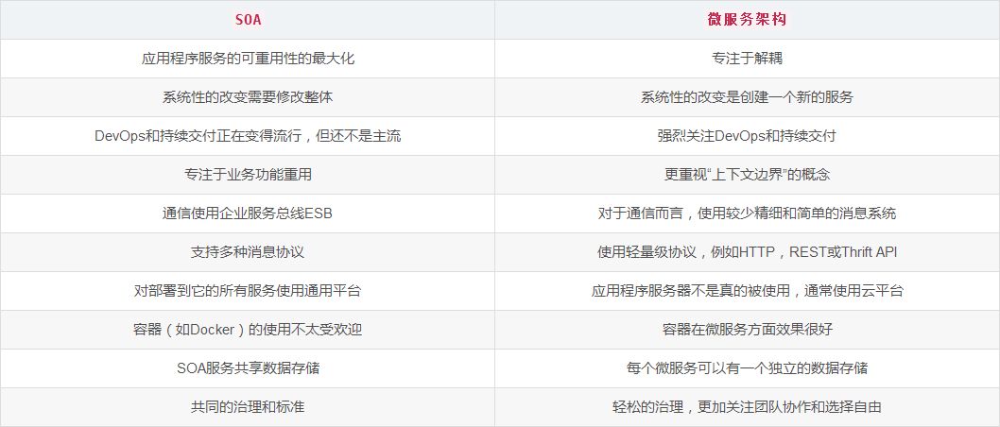 SOA 微服务架构
应用程序服务的可重用性的最大化 专注于解耦
系统性的改变需要修改整体 系统性的改变是创建一个新的服务
DevOps和持续交付正在变得流行，但还不是主流 强烈关注DevOps和持续交付
专注于业务功能重用 更重视“上下文边界”的概念
通信使用企业服务总线ESB 对于通信而言，使用较少精细和简单的消息系统
支持多种消息协议 使用轻量级协议，例如HTTP，REST或Thrift API
对部署到它的所有服务使用通用平台 应用程序服务器不是真的被使用，通常使用云平台
容器（如Docker）的使用不太受欢迎 容器在微服务方面效果很好
SOA服务共享数据存储 每个微服务可以有一个独立的数据存储
共同的治理和标准 轻松的治理，更加关注团队协作和选择自由